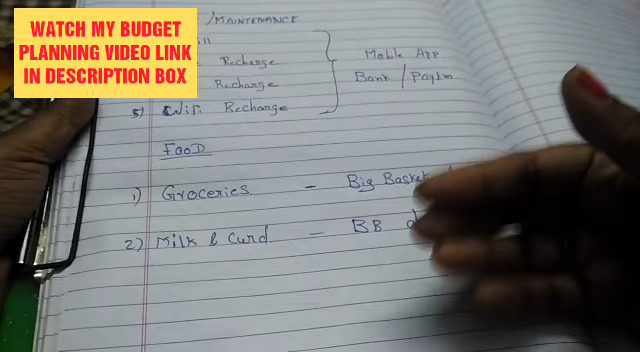 WATCH MY BUDGET
PLANNING VIDEO LINK
IN DESCRIPTION BOX
/MAINTENANCE
ill
Recharge
Recharge
5) Wifi Recharge
Mobile App
Bank / Paytm
FOOD
1) Groceries - Big Basket
2) Milk & Curd - BB